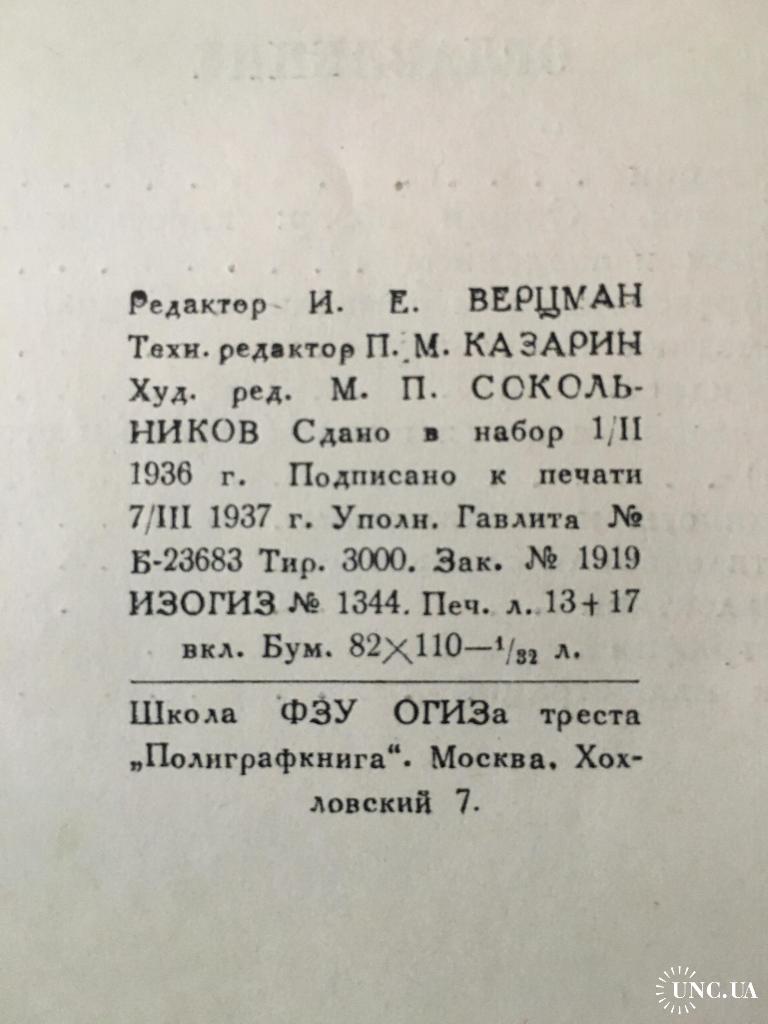 Редактор И. Е. ВЕРЦМАН
Техн. редактор П. М. КАЗАРИН
Худ. ред. М. П. СОКОЛЬ-
НИКОВ Сдано в набор 1/II
1936 г. Подписано к печати
7/III 1937 г. Уполн. Гавлита №
Б-23683 Тир. 3000. Зак. № 1919
ИЗОГИЗ № 1344. Печ. л. 13+17
вкл. Бум. 82×110—1/32 л.
Школа ФЗУ ОГИЗа треста
„Полиграфкнига“. Москва, Хох-
ловский 7.
UNC.UA